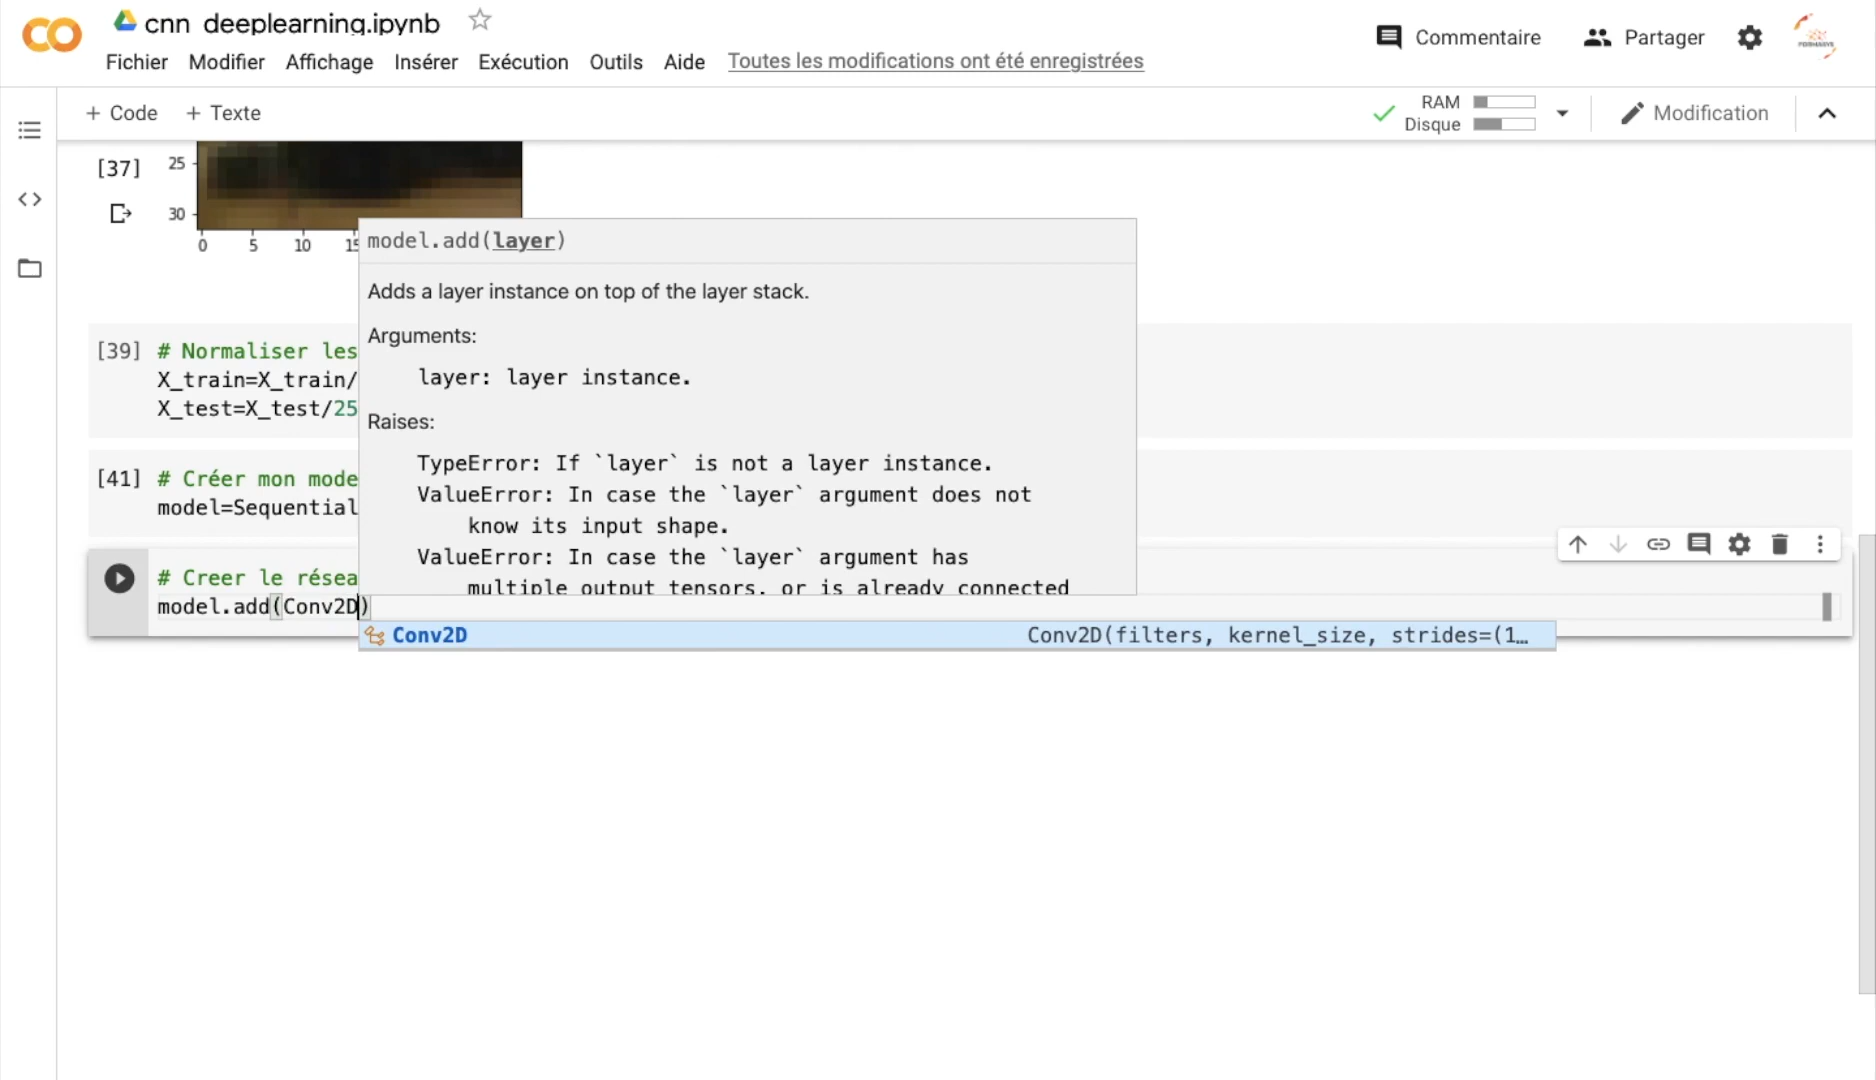 cnn_deeplearning.ipynb
Commentaire
Partager
Fichier Modifier Affichage Insérer Exécution Outils Aide Toutes les modifications ont été enregistrées
+ Code + Texte
RAM
Disque
Modification
[37]
25
30
0 5 10 15
model.add(layer)
Adds a layer instance on top of the layer stack.
Arguments:
layer: layer instance.
Raises:
TypeError: If `layer` is not a layer instance.
ValueError: In case the `layer` argument does not
know its input shape.
ValueError: In case the `layer` argument has
multiple output tensors, or is already connected
[39] # Normaliser les
X_train=X_train/
X_test=X_test/25
[41] # Créer mon mode
model=Sequential
# Creer le résea
model.add(Conv2D)
Conv2D Conv2D(filters, kernel_size, strides=(1…